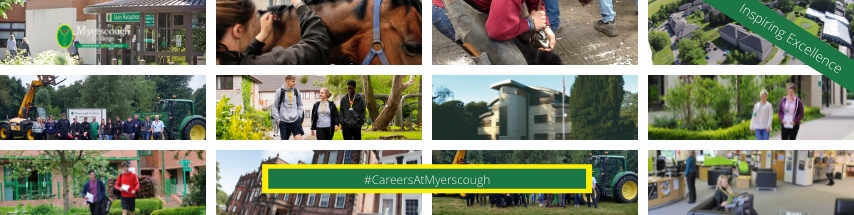 Main Reception
Myerscough
Inspiring Excellence
#CareersAtMyerscough